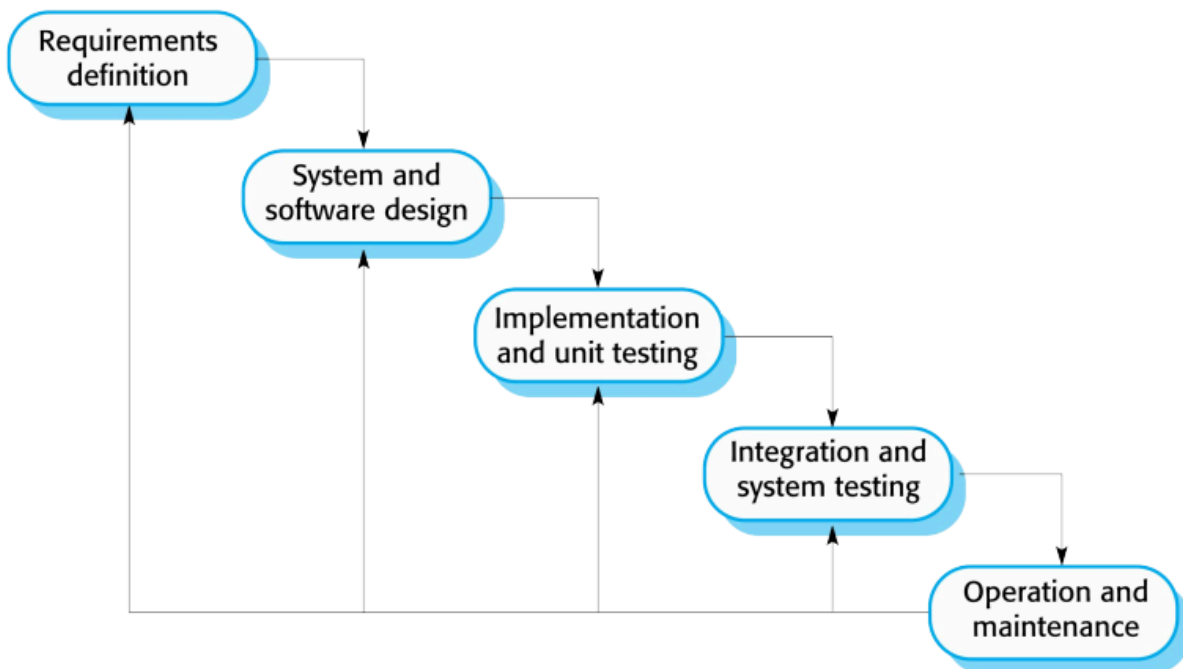 Requirements
definition
System and
software design
Implementation
and unit testing
Integration and
system testing
Operation and
maintenance